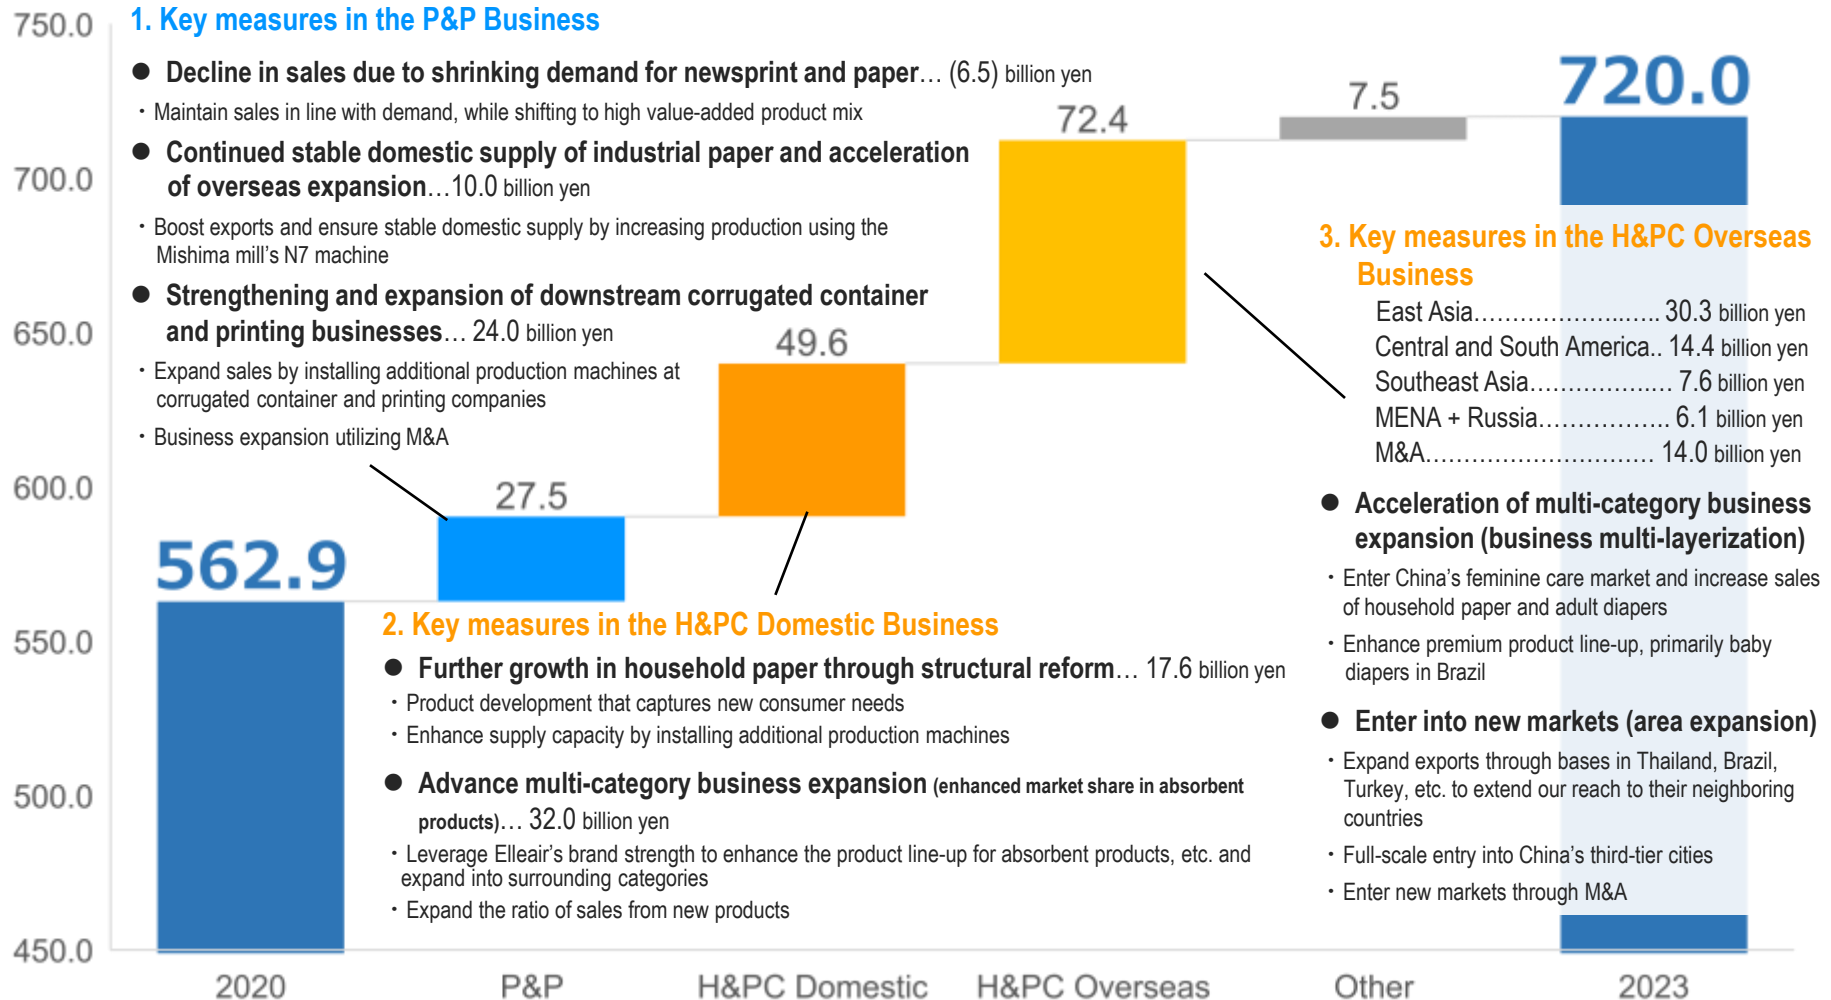 750.0
700.0
650.0
600.0
550.0
500.0
450.0
1. Key measures in the P&P Business
● Decline in sales due to shrinking demand for newsprint and paper… (6.5) billion yen
・Maintain sales in line with demand, while shifting to high value-added product mix
● Continued stable domestic supply of industrial paper and acceleration
of overseas expansion…10.0 billion yen
・Boost exports and ensure stable domestic supply by increasing production using the
Mishima mill's N7 machine
● Strengthening and expansion of downstream corrugated container
and printing businesses… 24.0 billion yen
・Expand sales by installing additional production machines at
corrugated container and printing companies
・Business expansion utilizing M&A
562.9
27.5
49.6
72.4
7.5
720.0
2. Key measures in the H&PC Domestic Business
● Further growth in household paper through structural reform… 17.6 billion yen
・Product development that captures new consumer needs
・Enhance supply capacity by installing additional production machines
● Advance multi-category business expansion (enhanced market share in absorbent
products)… 32.0 billion yen
・Leverage Elleair's brand strength to enhance the product line-up for absorbent products, etc. and
expand into surrounding categories
・Expand the ratio of sales from new products
3. Key measures in the H&PC Overseas
Business
East Asia………………..….. 30.3 billion yen
Central and South America.. 14.4 billion yen
Southeast Asia……………..… 7.6 billion yen
MENA + Russia…………….. 6.1 billion yen
M&A………………………… 14.0 billion yen
● Acceleration of multi-category business
expansion (business multi-layerization)
・Enter China's feminine care market and increase sales
of household paper and adult diapers
・Enhance premium product line-up, primarily baby
diapers in Brazil
● Enter into new markets (area expansion)
・Expand exports through bases in Thailand, Brazil,
Turkey, etc. to extend our reach to their neighboring
countries
・Full-scale entry into China's third-tier cities
・Enter new markets through M&A
2020
P&P
H&PC Domestic
H&PC Overseas
Other
2023